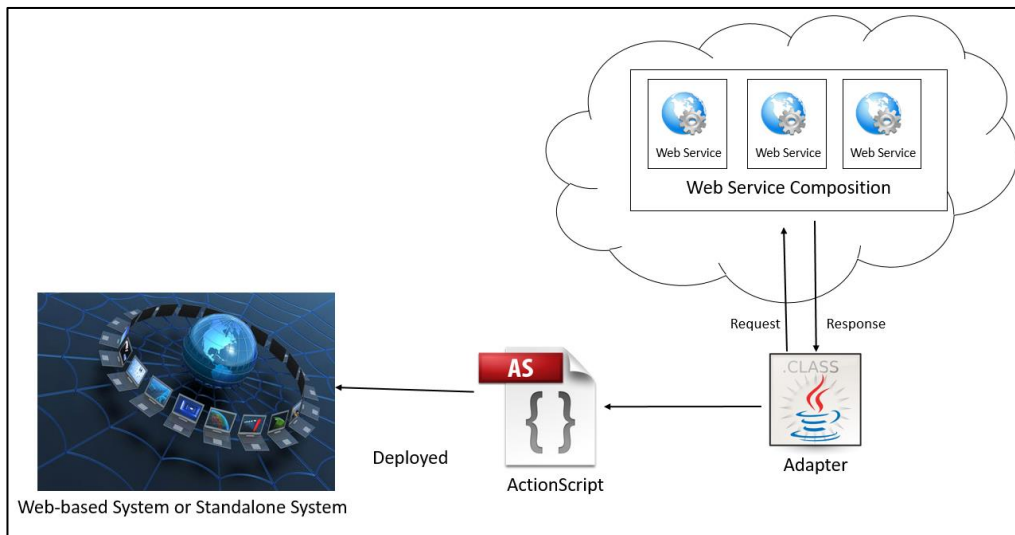 Web Service
Web Service
Web Service
Web Service Composition
Request
Response
AS
{ }
.CLASS
Deployed
ActionScript
Adapter
Web-based System or Standalone System